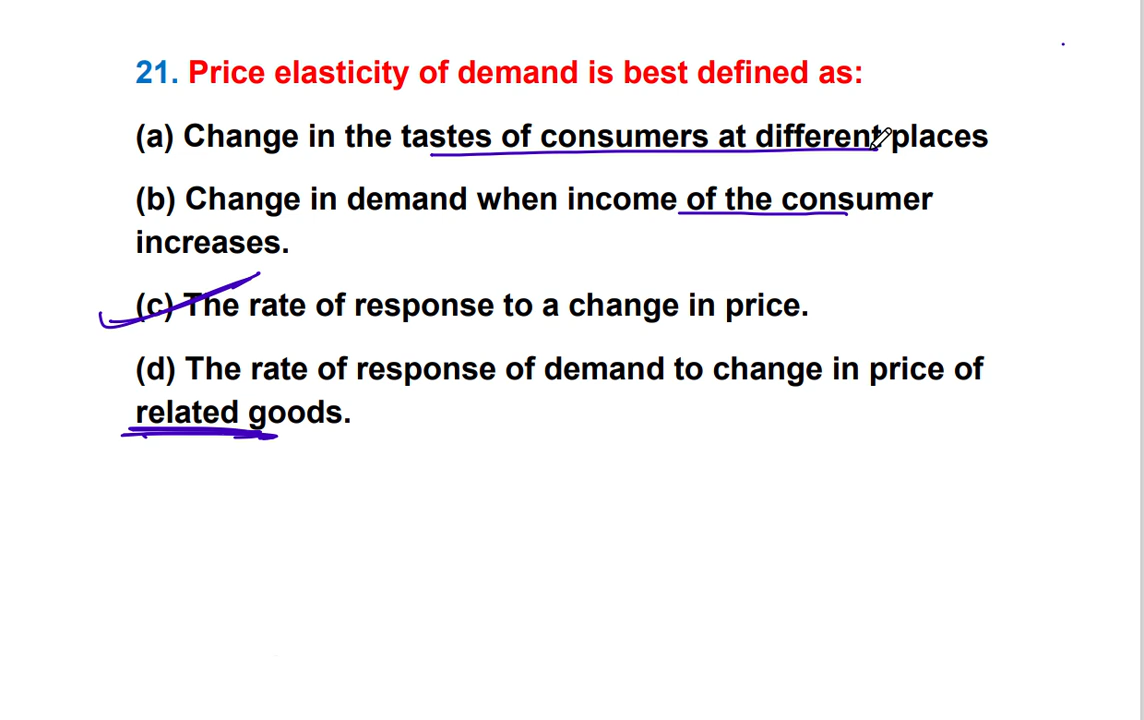 21. Price elasticity of demand is best defined as:
(a) Change in the tastes of consumers at different places
(b) Change in demand when income of the consumer
increases.
(c) The rate of response to a change in price.
(d) The rate of response of demand to change in price of
related goods.